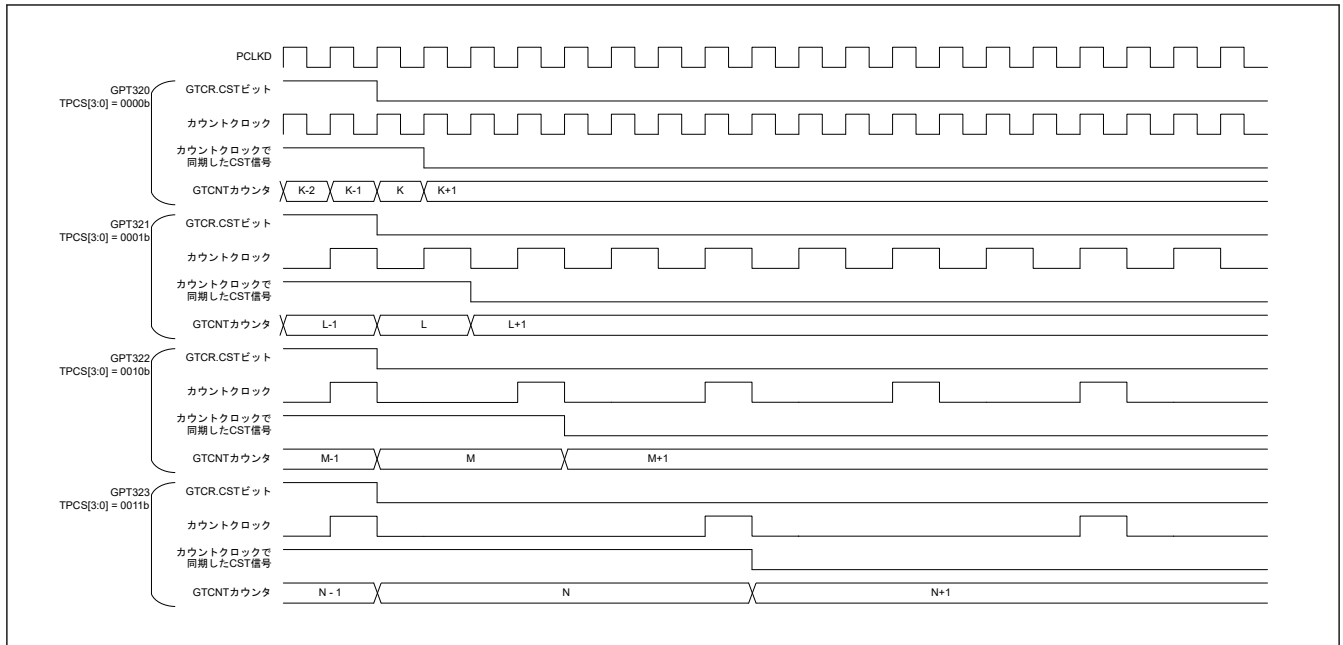 PCLKD
GPT320
TPCS[3:0] = 0000b
GTCR.CSTビット
カウントクロック
カウントクロックで
同期したCST信号
GTCNTカウンタ
K-2
K-1
K
K+1
GPT321
TPCS[3:0] = 0001b
GTCR.CSTビット
カウントクロック
カウントクロックで
同期したCST信号
GTCNTカウンタ
L-1
L
L+1
GPT322
TPCS[3:0] = 0010b
GTCR.CSTビット
カウントクロック
カウントクロックで
同期したCST信号
GTCNTカウンタ
M-1
M
M+1
GPT323
TPCS[3:0] = 0011b
GTCR.CSTビット
カウントクロック
カウントクロックで
同期したCST信号
GTCNTカウンタ
N - 1
N
N+1